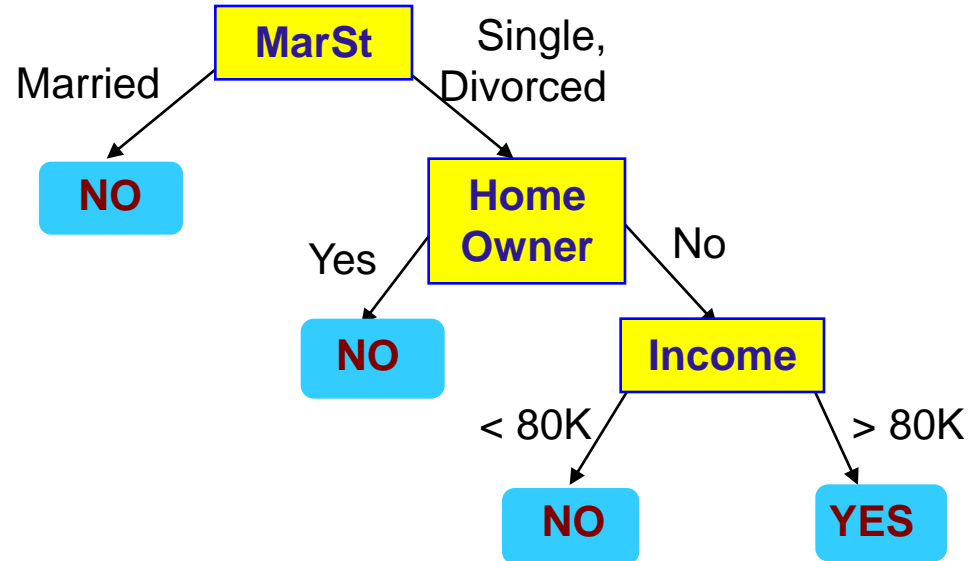 MarSt
Single,
Divorced
Married
NO
Home
Owner
Yes
No
NO
Income
< 80K
> 80K
NO
YES